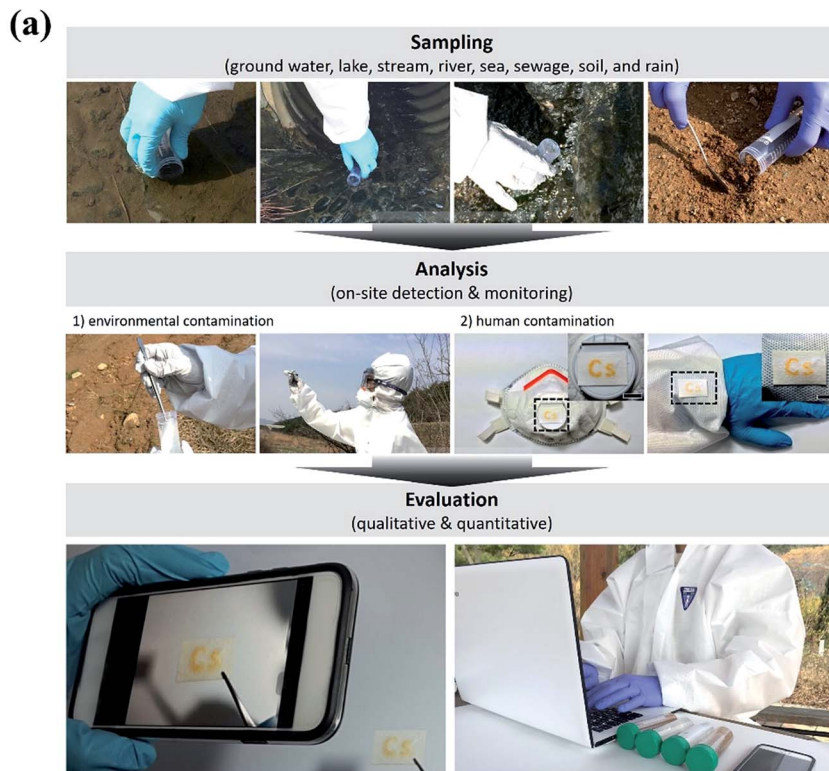 (a)
Sampling
(ground water, lake, stream, river, sea, sewage, soil, and rain)
Analysis
(on-site detection & monitoring)
1) environmental contamination
2) human contamination
Cs
Cs
Cs
Cs
Evaluation
(qualitative & quantitative)
Cs
Cs